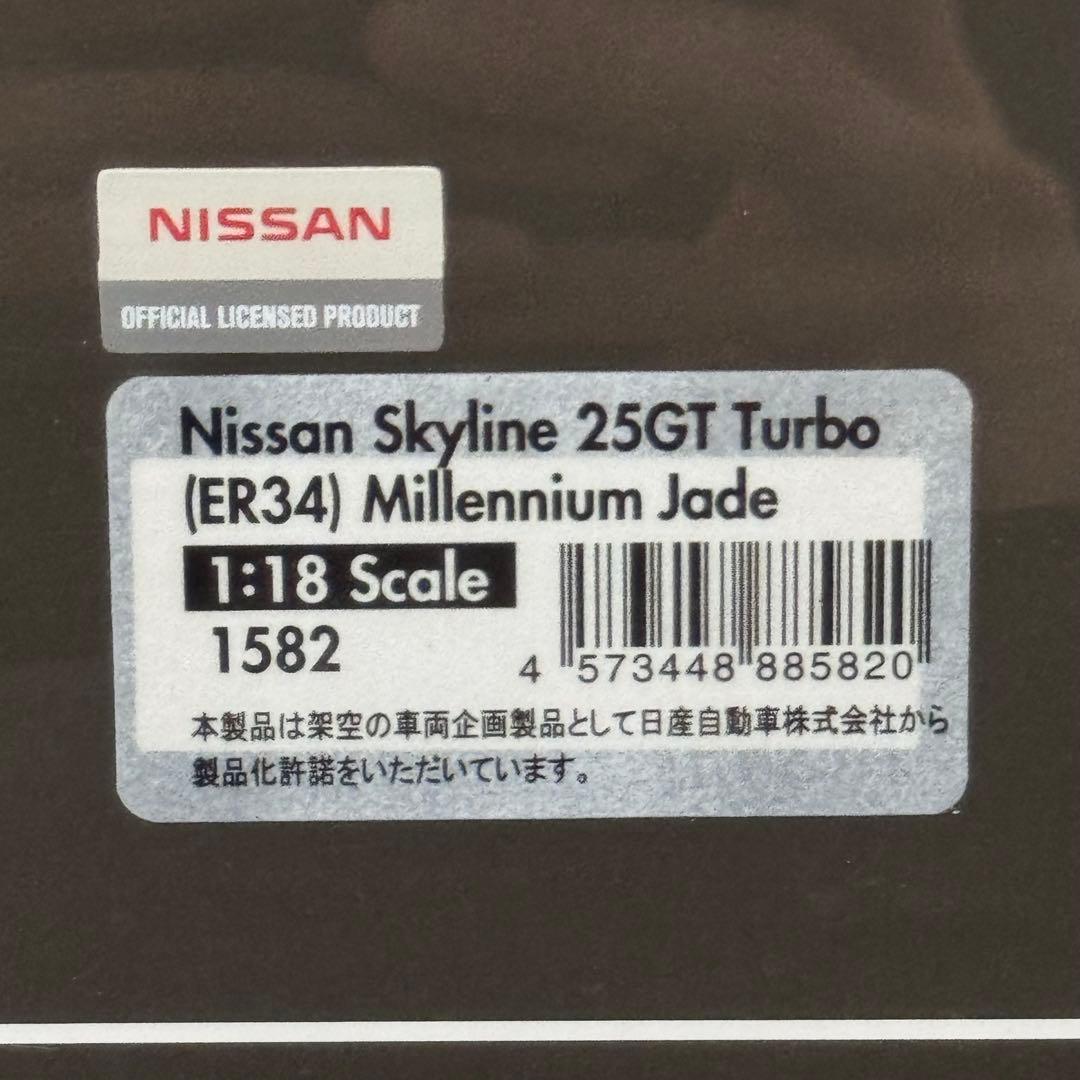 NISSAN
OFFICIAL LICENSED PRODUCT
Nissan Skyline 25GT Turbo
(ER34) Millennium Jade
1:18 Scale
1582
4 573448 885820
本製品は架空の車両企画製品として日産自動車株式会社から
製品化許諾をいただいています。